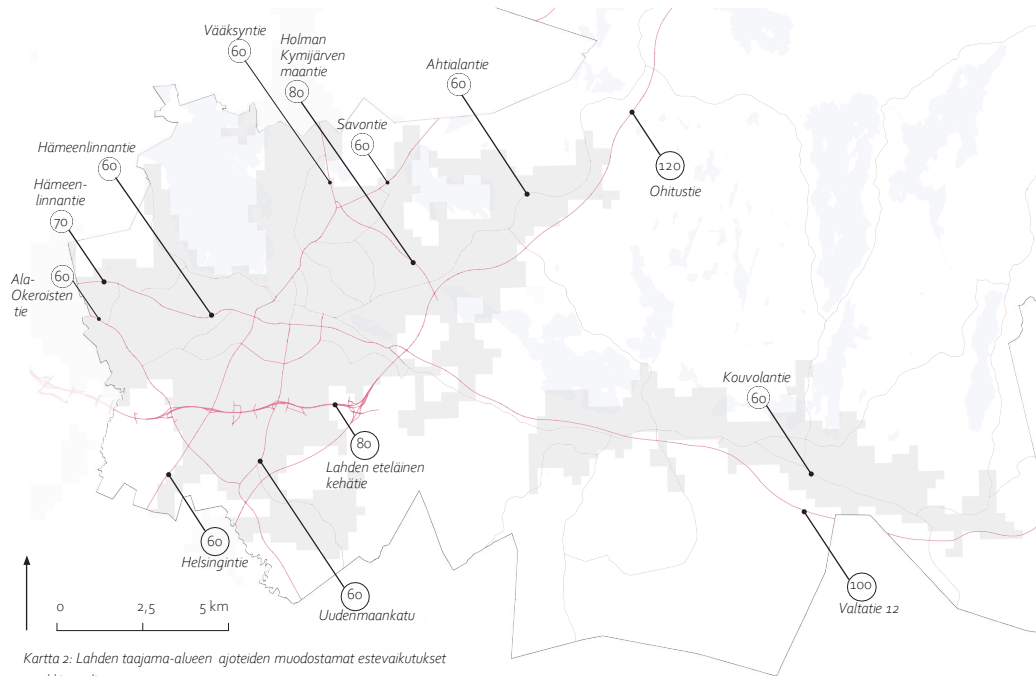 Vääksyntie
60
Holman
Kymijärven
maantie
80
Ahtialantie
60
Savontie
60
Hämeenlinnantie
60
Hämeen-
linnantie
70
Ala-
Okeroisten
tie
60
120
Ohitustie
Kouvolantie
60
80
Lahden eteläinen
kehätie
60
Helsingintie
60
Uudenmaankatu
100
Valtatie 12
0 2,5 5 km
Kartta 2: Lahden taajama-alueen ajoteiden muodostamat estevaikutukset